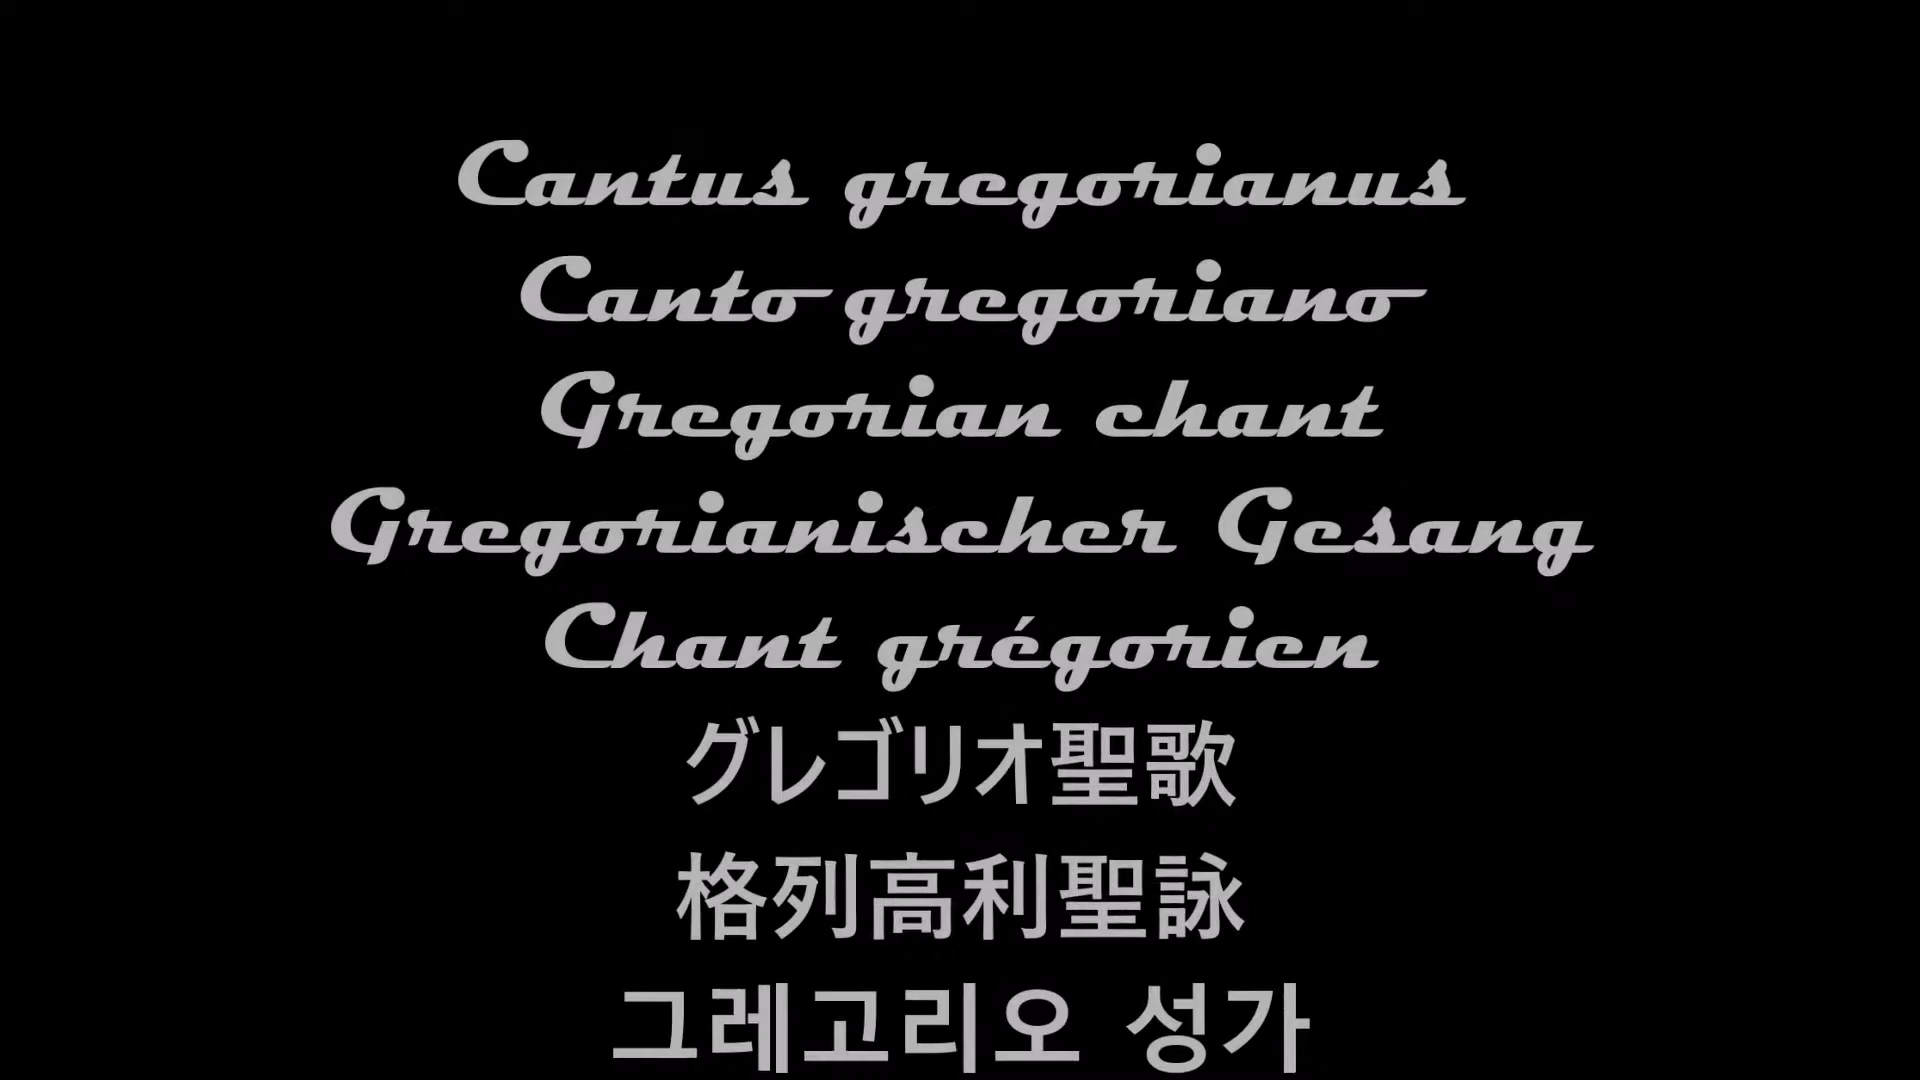 Cantus gregorianus
Canto gregoriano
Gregorian chant
Gregorianischer Gesang
Chant grégorien
グレゴリオ聖歌
格列高利聖詠
그레고리오 성가